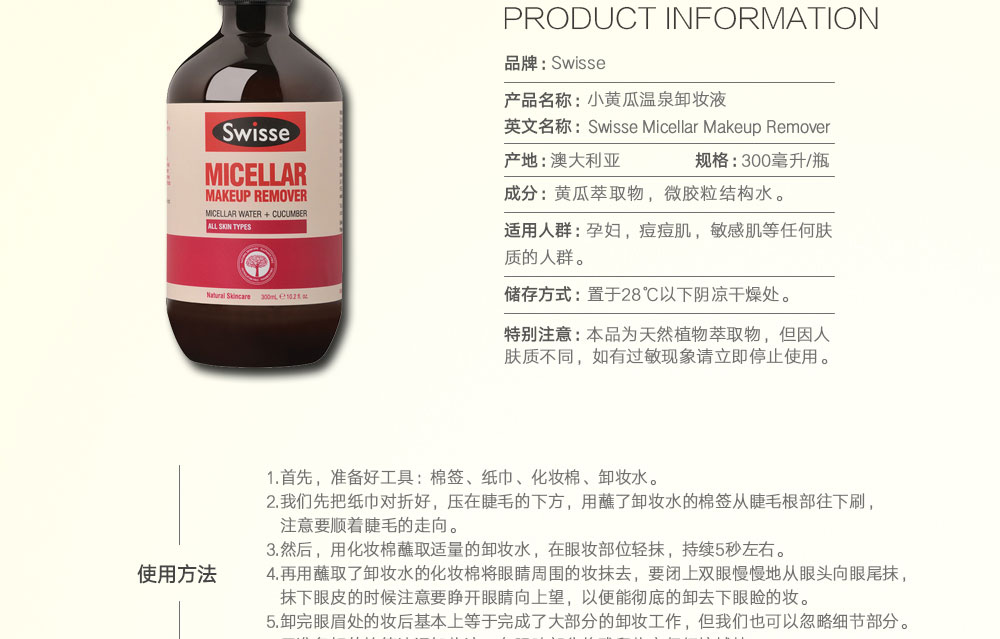 PRODUCT INFORMATION
品牌：Swisse
产品名称：小黄瓜温泉卸妆液
英文名称：Swisse Micellar Makeup Remover
产地：澳大利亚 规格：300毫升/瓶
成分：黄瓜萃取物，微胶粒结构水。
适用人群：孕妇，痘痘肌，敏感肌等任何肤
质的人群。
储存方式：置于28℃以下阴凉干燥处。
特别注意：本品为天然植物萃取物，但因人
肤质不同，如有过敏现象请立即停止使用。
Swisse
MICELLAR
MAKEUP REMOVER
MICELLAR WATER + CUCUMBER
ALL SKIN TYPES
Natural Skincare 300mL ℮ 10.2 fl. oz.
使用方法
1.首先，准备好工具：棉签、纸巾、化妆棉、卸妆水。
2.我们先把纸巾对折好，压在睫毛的下方，用蘸了卸妆水的棉签从睫毛根部往下刷，
注意要顺着睫毛的走向。
3.然后，用化妆棉蘸取适量的卸妆水，在眼妆部位轻抹，持续5秒左右。
4.再用蘸取了卸妆水的化妆棉将眼睛周围的妆抹去，要闭上双眼慢慢地从眼头向眼尾抹，
抹下眼皮的时候注意要睁开眼睛向上望，以便能彻底的卸去下眼睑的妆。
5.卸完眼眉处的妆后基本上等于完成了大部分的卸妆工作，但我们也可以忽略细节部分。